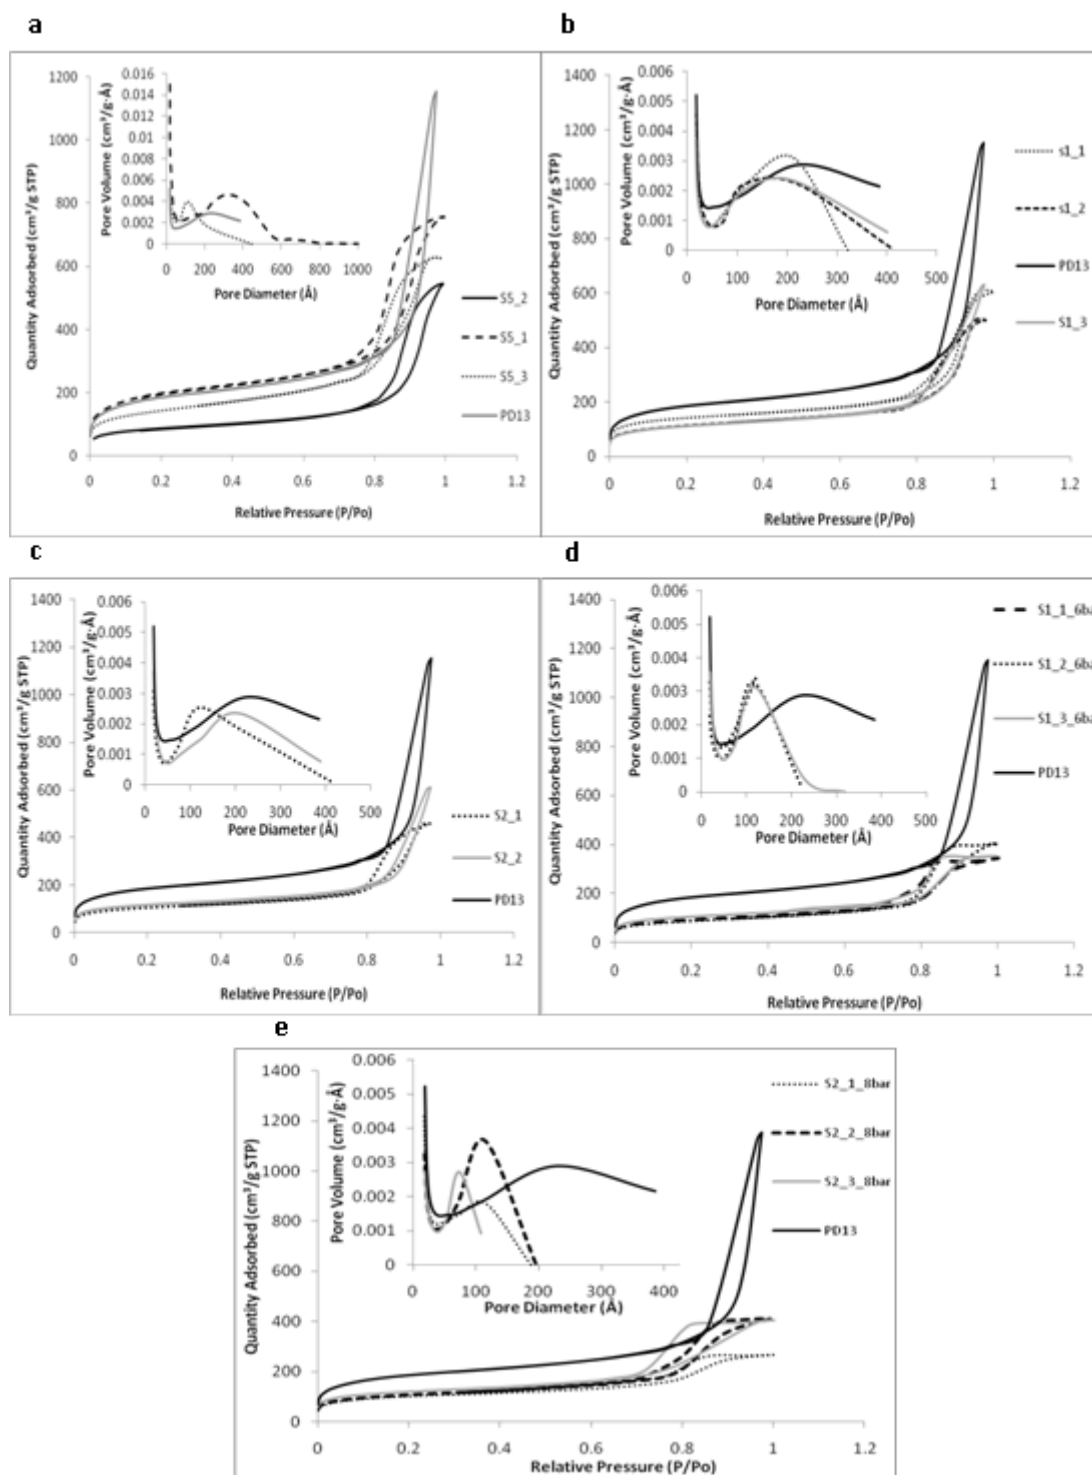 a
Quantity Adsorbed (cm³/g STP)
1200
1000
800
600
400
200
0
0 0.2 0.4 0.6 0.8 1 1.2
Relative Pressure (P/Po)
Pore Volume (cm³/g·Å)
0.016
0.014
0.012
0.01
0.008
0.006
0.004
0.002
0
0 200 400 600 800 1000
Pore Diameter (Å)
S5_2
S5_1
S5_3
PD13
b
Quantity Adsorbed (cm³/g STP)
1400
1200
1000
800
600
400
200
0
0 0.2 0.4 0.6 0.8 1 1.2
Relative Pressure (P/Po)
Pore Volume (cm³/g·Å)
0.006
0.005
0.004
0.003
0.002
0.001
0
0 100 200 300 400 500
Pore Diameter (Å)
s1_1
s1_2
PD13
S1_3
c
Quantity Adsorbed (cm³/g STP)
1400
1200
1000
800
600
400
200
0
0 0.2 0.4 0.6 0.8 1 1.2
Relative Pressure (P/Po)
Pore Volume (cm³/g·Å)
0.006
0.005
0.004
0.003
0.002
0.001
0
0 100 200 300 400 500
Pore Diameter (Å)
S2_1
S2_2
PD13
d
Quantity Adsorbed (cm³/g STP)
1400
1200
1000
800
600
400
200
0
0 0.2 0.4 0.6 0.8 1 1.2
Relative Pressure (P/Po)
Pore Volume (cm³/g·Å)
0.006
0.005
0.004
0.003
0.002
0.001
0
0 100 200 300 400 500
Pore Diameter (Å)
S1_1_6ba
S1_2_6ba
S1_3_6ba
PD13
e
Quantity Adsorbed (cm³/g STP)
1400
1200
1000
800
600
400
200
0
0 0.2 0.4 0.6 0.8 1 1.2
Relative Pressure (P/Po)
Pore Volume (cm³/g·Å)
0.006
0.005
0.004
0.003
0.002
0.001
0
0 100 200 300 400
Pore Diameter (Å)
S2_1_8bar
S2_2_8bar
S2_3_8bar
PD13